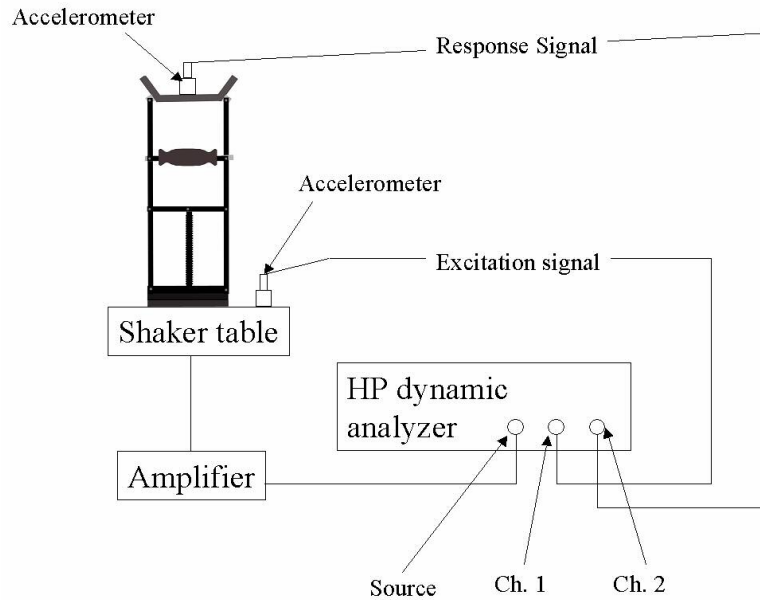 Accelerometer
Response Signal
Accelerometer
Excitation signal
Shaker table
HP dynamic
analyzer
Amplifier
Source
Ch. 1
Ch. 2